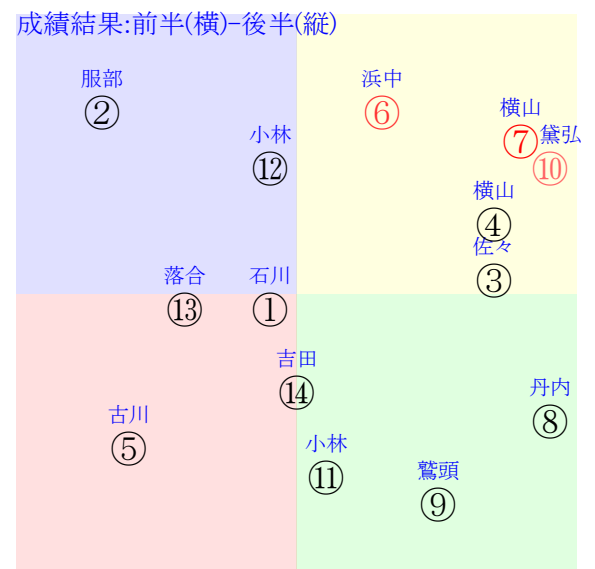 成績結果:前半(横)-後半(縦)
服部
②
浜中
⑥
横山
⑦
黛弘
⑩
小林
⑫
横山
④
佐々
③
落合
⑬
石川
①
吉田
⑭
丹内
⑧
古川
⑤
小林
⑪
鷲頭
⑨